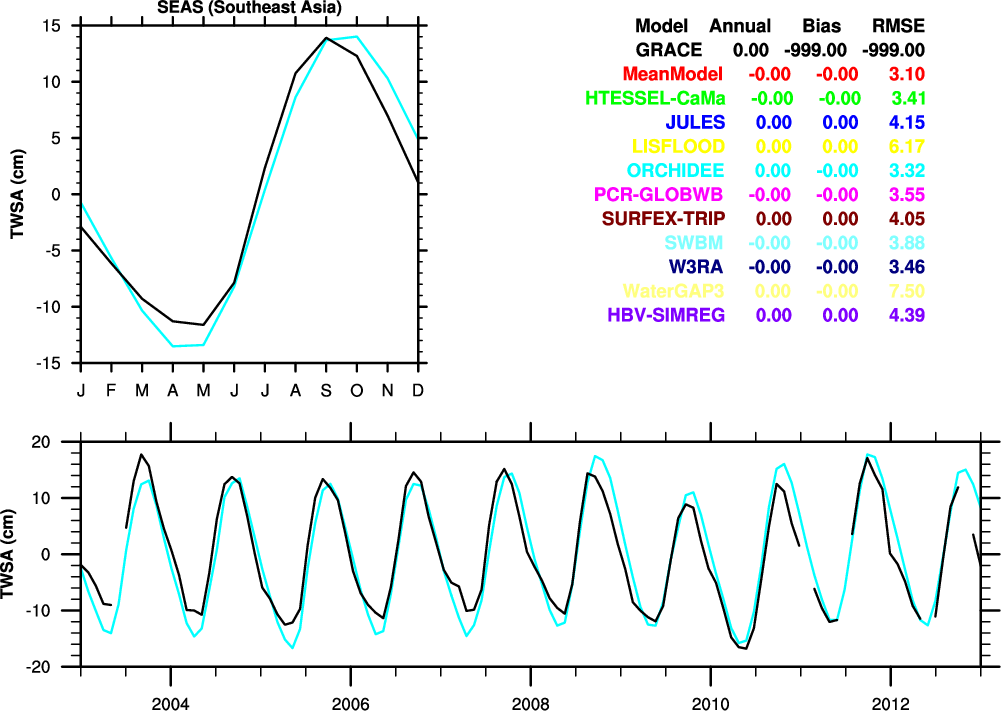 SEAS (Southeast Asia)
Model Annual Bias RMSE
GRACE 0.00 -999.00 -999.00
MeanModel -0.00 -0.00 3.10
HTESSEL-CaMa -0.00 -0.00 3.41
JULES 0.00 0.00 4.15
LISFLOOD 0.00 0.00 6.17
ORCHIDEE 0.00 -0.00 3.32
PCR-GLOBWB -0.00 -0.00 3.55
SURFEX-TRIP 0.00 0.00 4.05
SWBM -0.00 -0.00 3.88
W3RA -0.00 -0.00 3.46
WaterGAP3 0.00 -0.00 7.50
HBV-SIMREG 0.00 0.00 4.39
TWSA (cm)
15
10
5
0
-5
-10
-15
J F M A M J J A S O N D
TWSA (cm)
20
10
0
-10
-20
2004 2006 2008 2010 2012